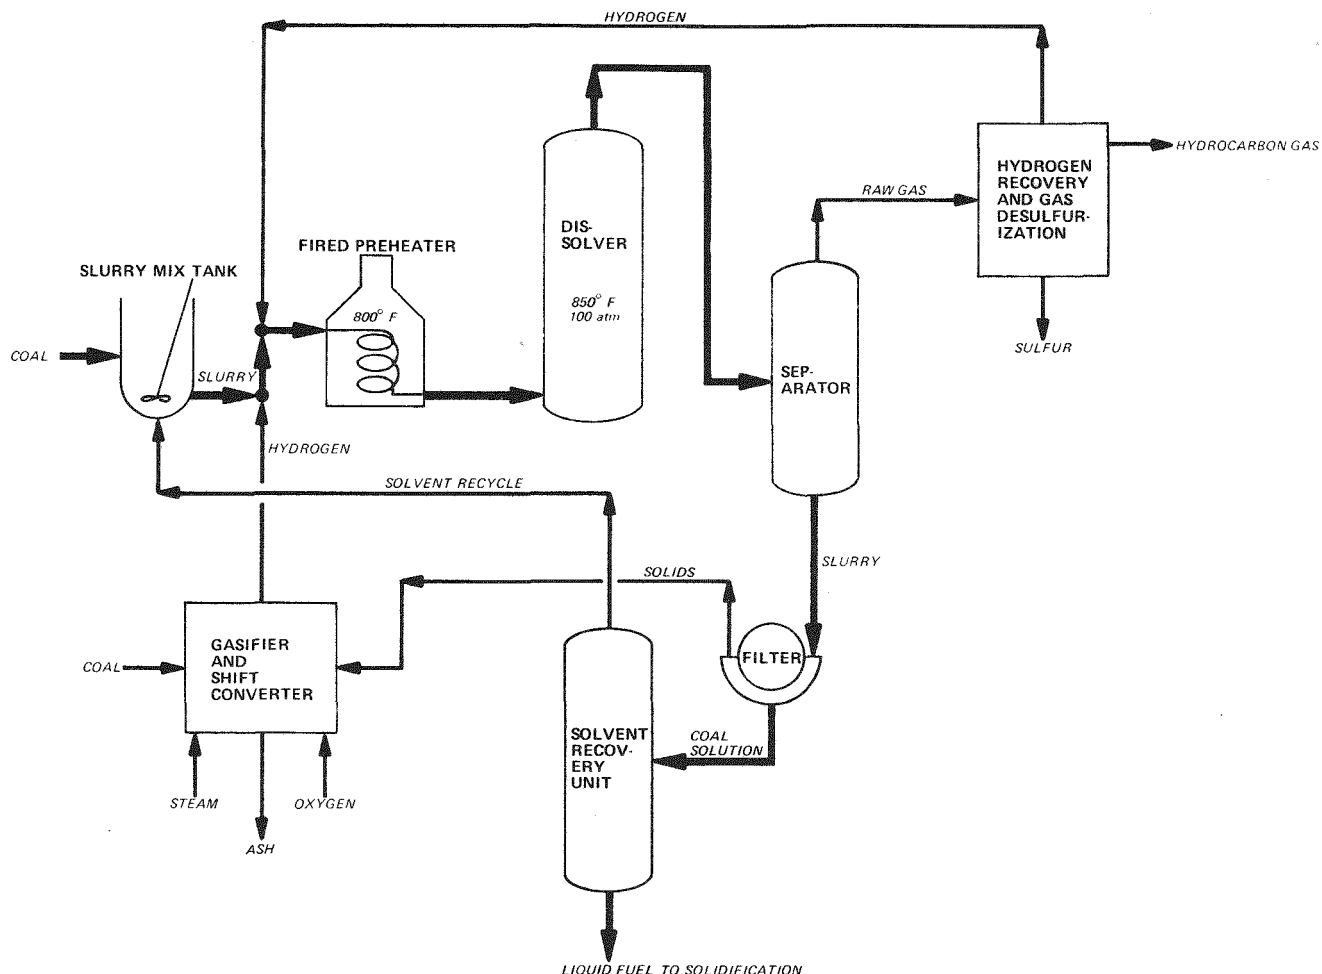 HYDROGEN
HYDROCARBON GAS
HYDROGEN
RECOVERY
AND GAS
DESULFUR-
IZATION
RAW GAS
DIS-
SOLVER
850° F
100 atm
FIRED PREHEATER
800° F
SLURRY MIX TANK
COAL
SLURRY
SULFUR
SEP-
ARATOR
HYDROGEN
SOLVENT RECYCLE
SLURRY
SOLIDS
GASIFIER
AND
SHIFT
CONVERTER
COAL
FILTER
SOLVENT
RECOV-
ERY
UNIT
COAL
SOLUTION
STEAM
OXYGEN
ASH
LIQUID FUEL TO SOLIDIFICATION